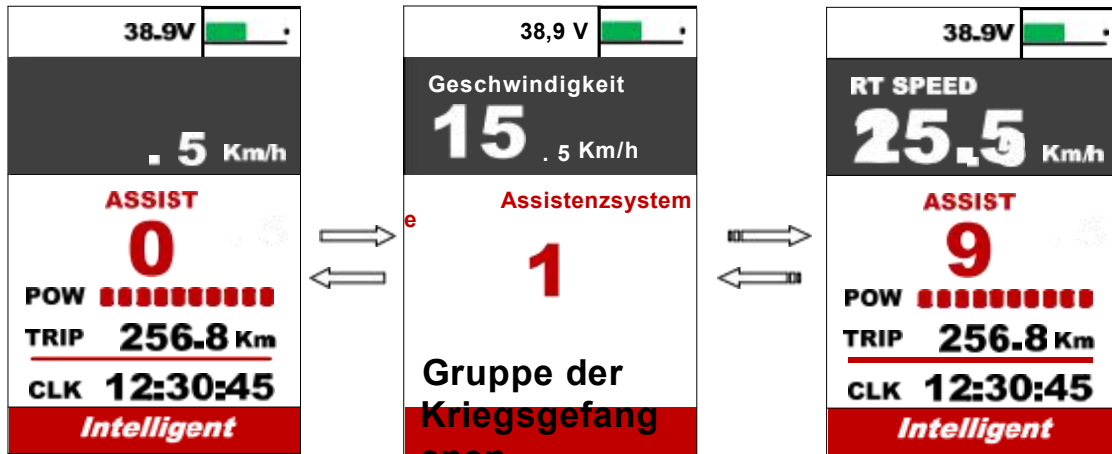 38.9V
. 5 Km/h
ASSIST
0
POW
TRIP 256.8 Km
CLK 12:30:45
Intelligent
38,9 V
Geschwindigkeit
15 . 5 Km/h
Assistenzsystem
e
1
Gruppe der
Kriegsgefang
enen
38.9V
RT SPEED
25.5 Km/h
ASSIST
9
POW
TRIP 256.8 Km
CLK 12:30:45
Intelligent